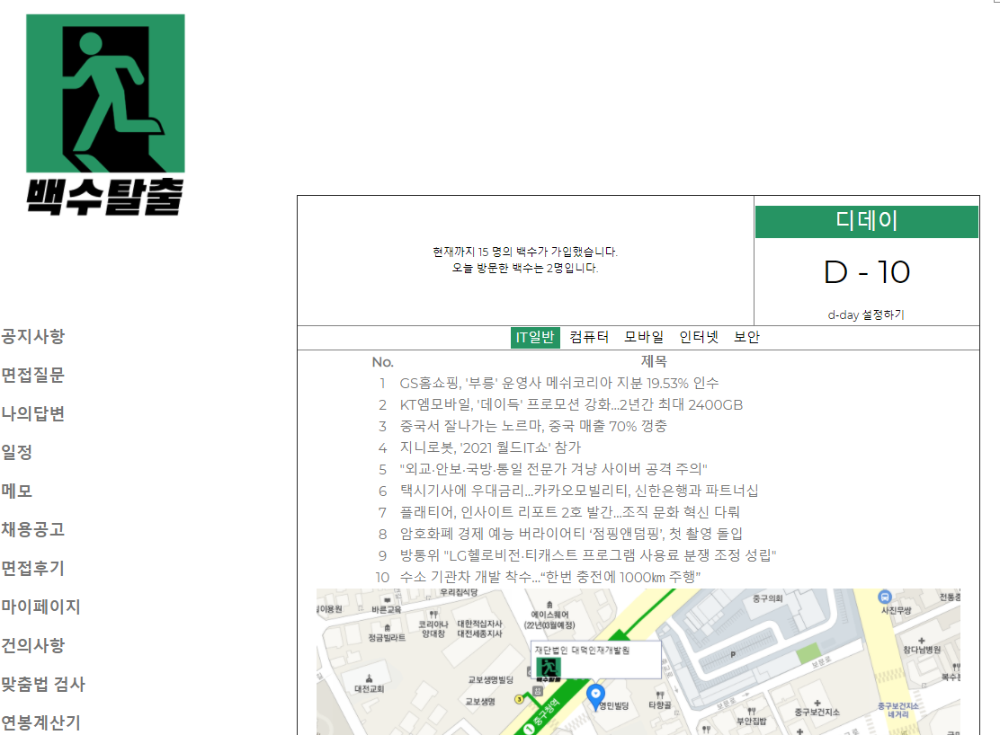 백수탈출
공지사항
면접질문
나의답변
일정
메모
채용공고
면접후기
마이페이지
건의사항
맞춤법 검사
연봉계산기
현재까지 15 명의 백수가 가입했습니다.
오늘 방문한 백수는 2명입니다.
디데이
D - 10
d-day 설정하기
IT일반 컴퓨터 모바일 인터넷 보안
No. 제목
1 GS홈쇼핑, '부릉' 운영사 메쉬코리아 지분 19.53% 인수
2 KT엠모바일, '데이득' 프로모션 강화…2년간 최대 2400GB
3 중국서 잘나가는 노르마, 중국 매출 70% 껑충
4 지니로봇, '2021 월드IT쇼' 참가
5 "외교·안보·국방·통일 전문가 겨냥 사이버 공격 주의"
6 택시기사에 우대금리…카카오모빌리티, 신한은행과 파트너십
7 플래티어, 인사이트 리포트 2호 발간…조직 문화 혁신 다뤄
8 암호화폐 경제 예능 버라이어티 ‘점핑앤덤핑’, 첫 촬영 돌입
9 방통위 "LG헬로비전·티캐스트 프로그램 사용료 분쟁 조정 성립"
10 수소 기관차 개발 착수…“한번 충전에 1000㎞ 주행”
우리집식당
바른교육
정금빌라트
코리아나
양대창
대한적십자사
대전세종지사
에이스퀘어
(22년03월예정)
중구의회
사진무쌍
참다남병원
재단법인 대덕인재개발원
백수탈출
대전교회
교보생명빌딩
교보생명
3
1 중구청역
영민빌딩
타향골
P
보문로
보문로
부안집밥
중구보건지소
중구보건지소
네거리